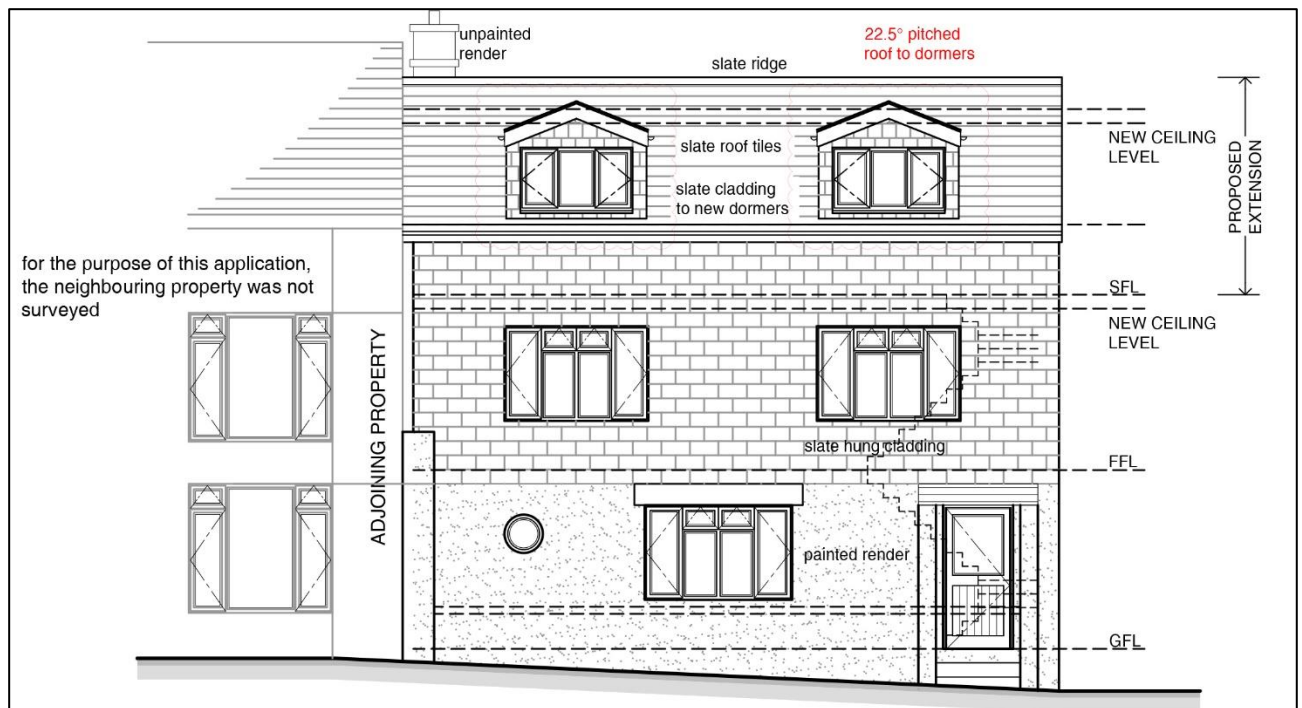 unpainted
render
22.5° pitched
roof to dormers
slate ridge
NEW CEILING
LEVEL
slate roof tiles
slate cladding
to new dormers
PROPOSED
EXTENSION
for the purpose of this application,
the neighbouring property was not
surveyed
SFL
NEW CEILING
LEVEL
ADJOINING PROPERTY
slate hung cladding
FFL
painted render
GFL